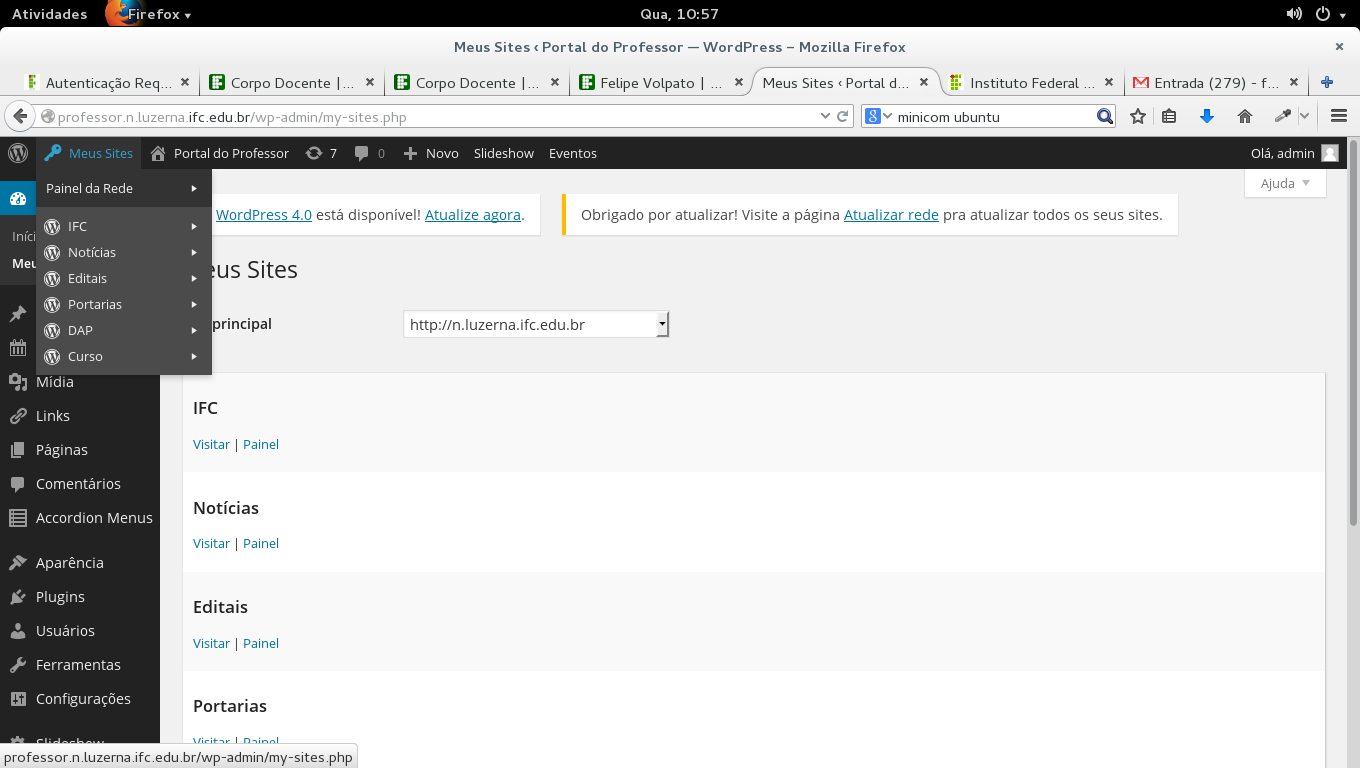 Atividades Firefox Qua, 10:57
Meus Sites ‹ Portal do Professor — WordPress – Mozilla Firefox
Autenticação Req... Corpo Docente | ... Corpo Docente | ... Felipe Volpato | ... Meus Sites ‹ Portal d... Instituto Federal ... Entrada (279) – f...
professor.n.luzerna.ifc.edu.br/wp-admin/my-sites.php minicom ubuntu
Meus Sites Portal do Professor 7 0 Novo Slideshow Eventos Olá, admin
Painel da Rede
Ajuda
WordPress 4.0 está disponível! Atualize agora. Obrigado por atualizar! Visite a página Atualizar rede pra atualizar todos os seus sites.
IFC
Iníci
Notícias
Meu
eus Sites
Editais
Portarias
principal http://n.luzerna.ifc.edu.br
DAP
Curso
Mídia
Links
Páginas
Comentários
Accordion Menus
Aparência
Plugins
Usuários
Ferramentas
Configurações
Slideshow
IFC
Visitar | Painel
Notícias
Visitar | Painel
Editais
Visitar | Painel
Portarias
Visitar | Painel
professor.n.luzerna.ifc.edu.br/wp-admin/my-sites.php